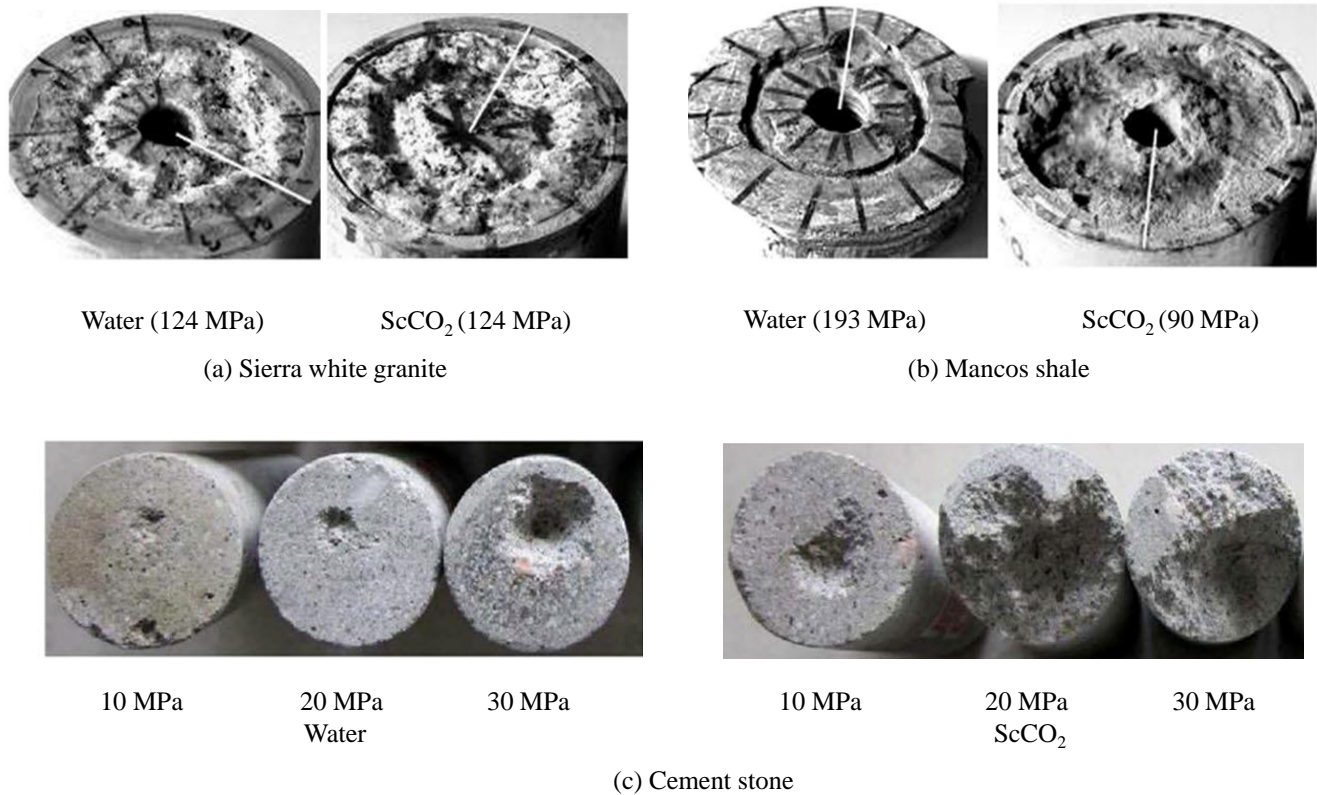 Water (124 MPa)
ScCO₂ (124 MPa)
Water (193 MPa)
ScCO₂ (90 MPa)
(a) Sierra white granite
(b) Mancos shale
10 MPa
20 MPa
30 MPa
10 MPa
20 MPa
30 MPa
Water
ScCO₂
(c) Cement stone